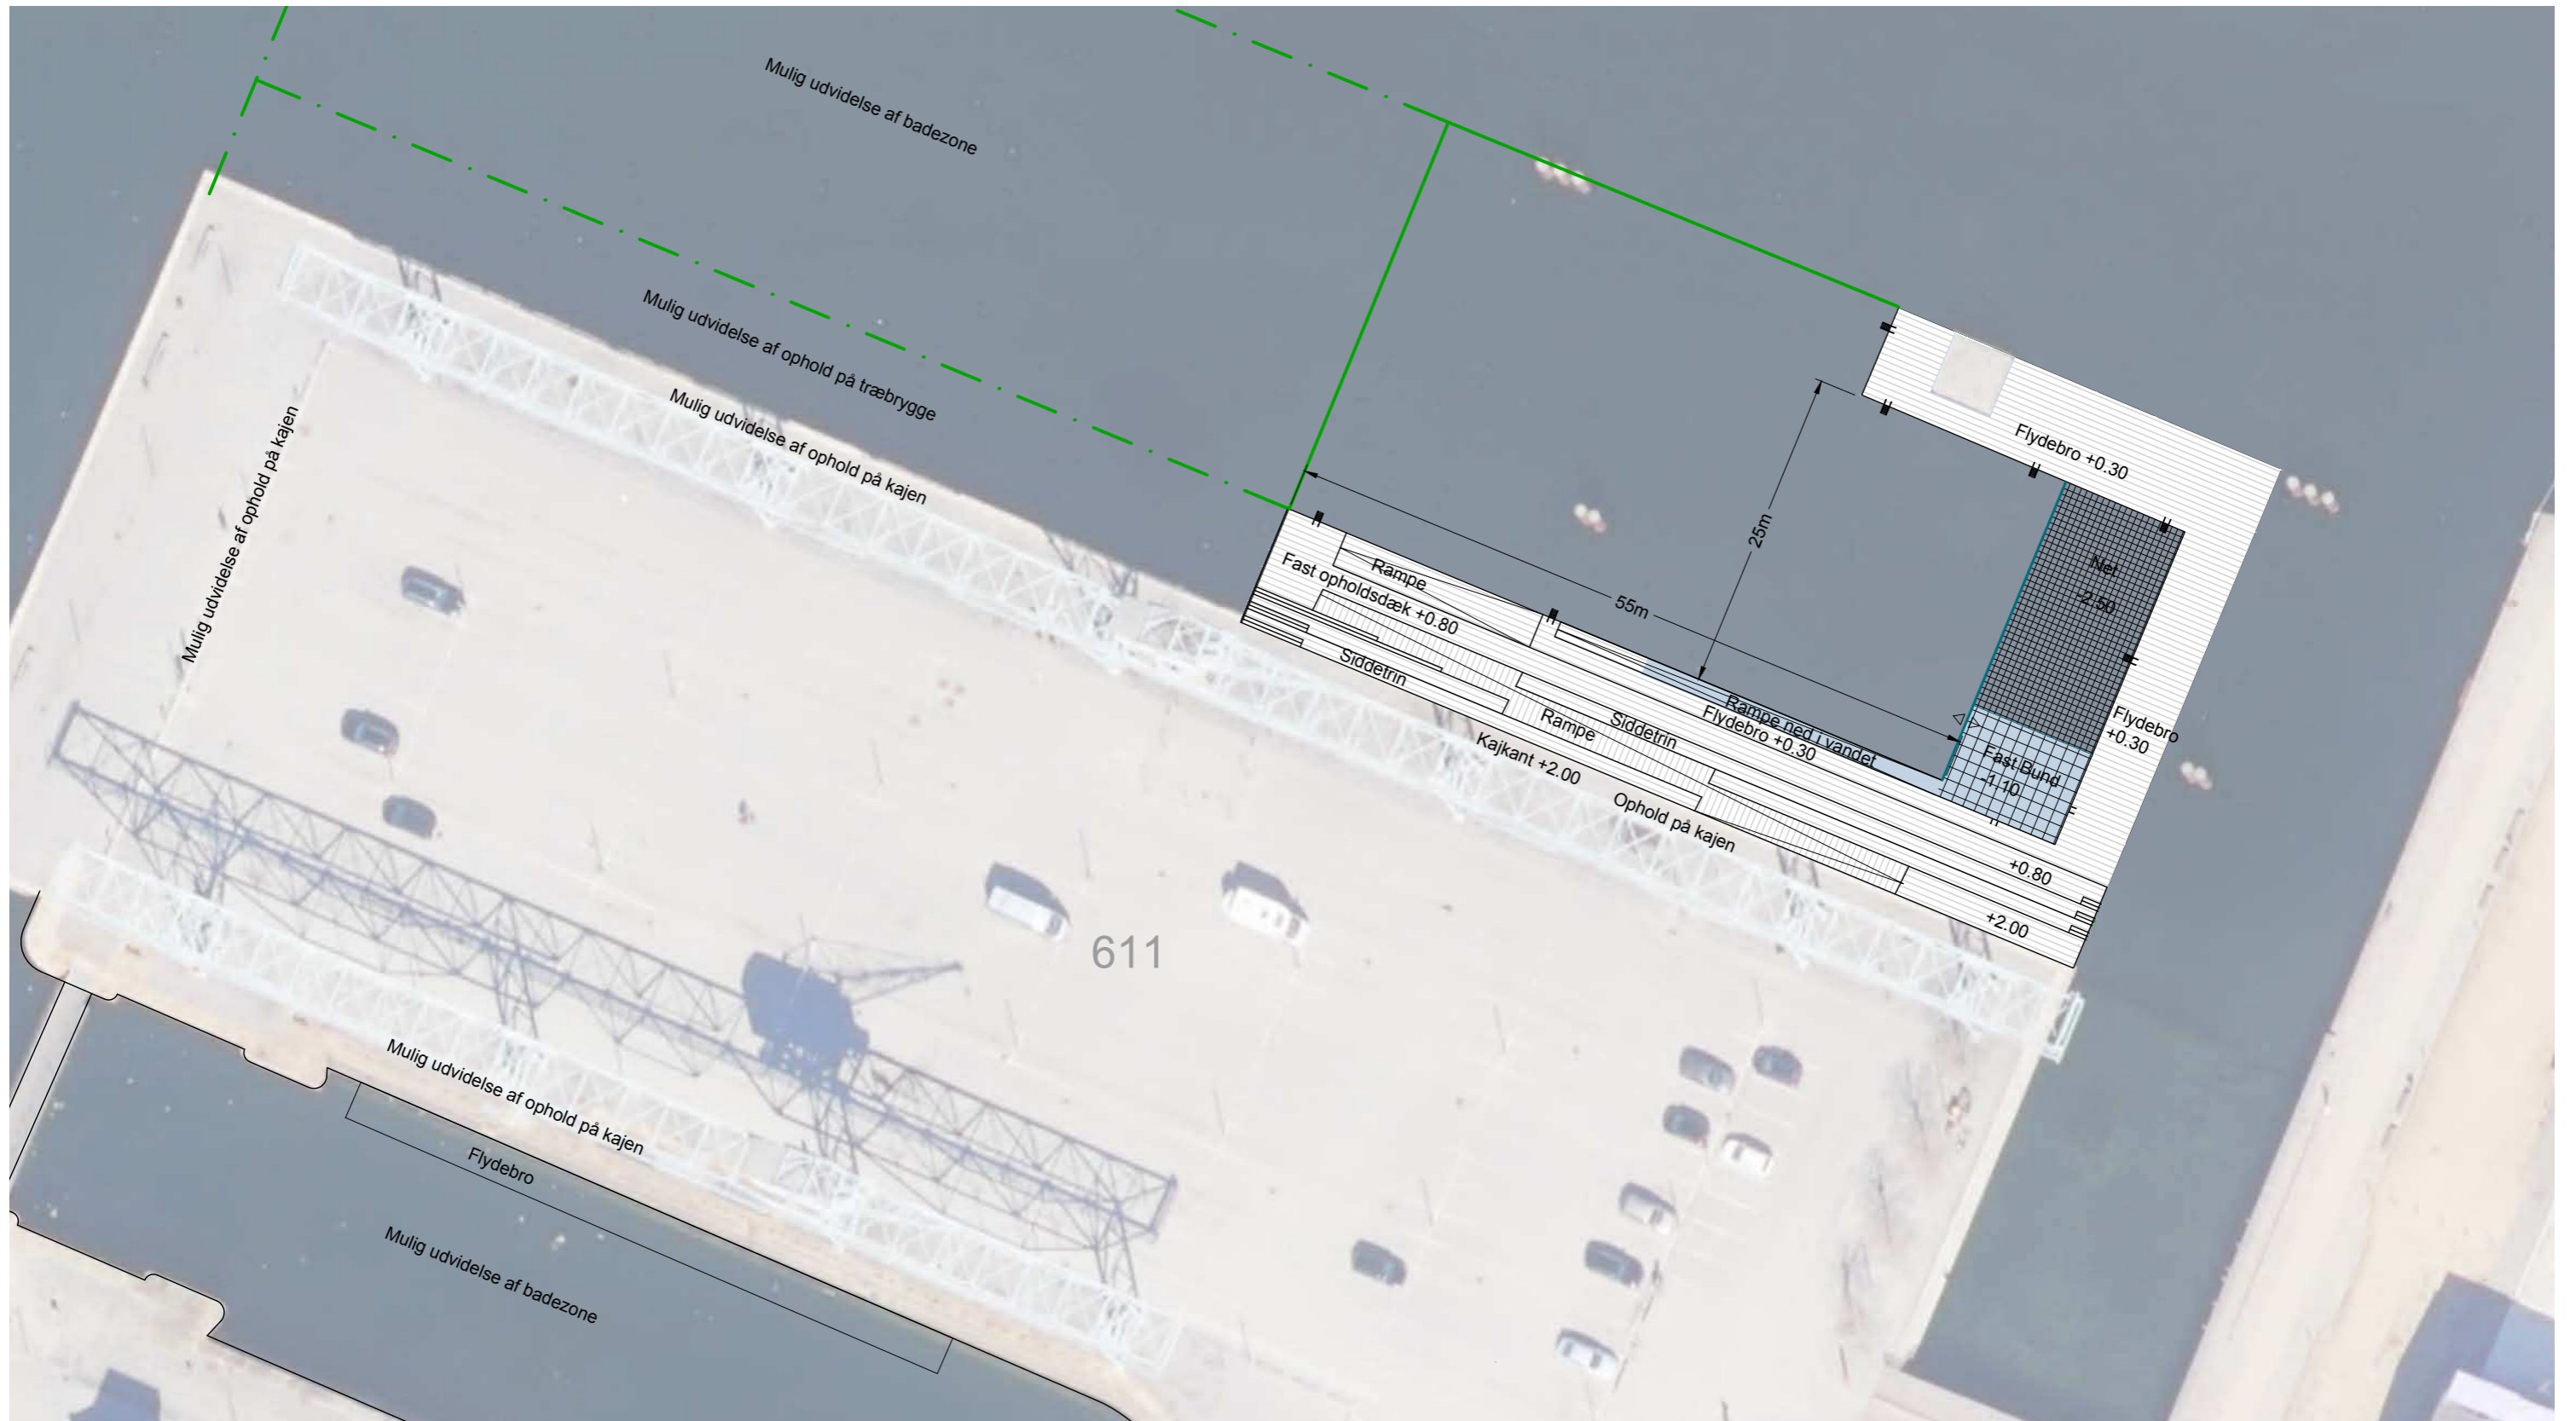 Mulig udvidelse af badezone
Mulig udvidelse af ophold på træbrygge
Mulig udvidelse af ophold på kajen
Mulig udvidelse af ophold på kajen
Flydebro +0.30
25m
55m
Net
-2.50
Rampe
Fast opholdsdæk +0.80
Siddetrin
Rampe
Siddetrin
Rampe ned i vandet
Flydebro +0.30
Flydebro
+0.30
Fast Bund
-1.10
Kajkant +2.00
Ophold på kajen
+0.80
+2.00
611
Mulig udvidelse af ophold på kajen
Flydebro
Mulig udvidelse af badezone